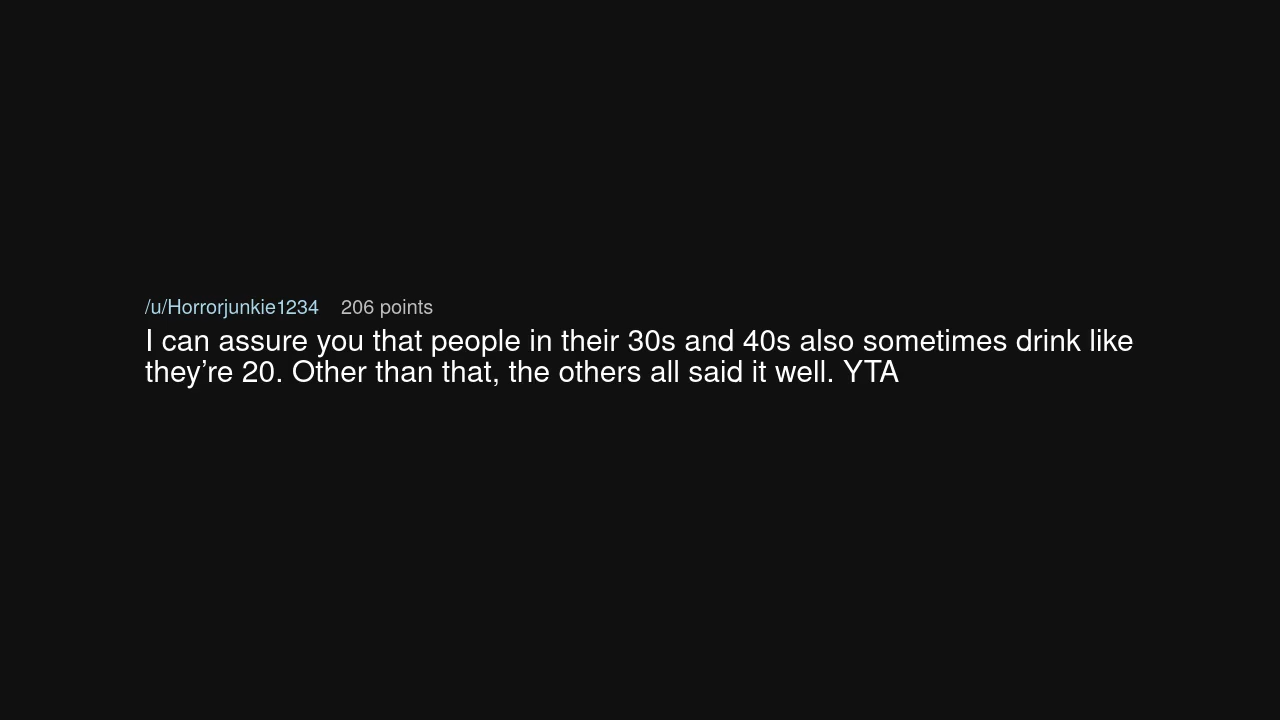 /u/Horrorjunkie1234 206 points
I can assure you that people in their 30s and 40s also sometimes drink like
they’re 20. Other than that, the others all said it well. YTA